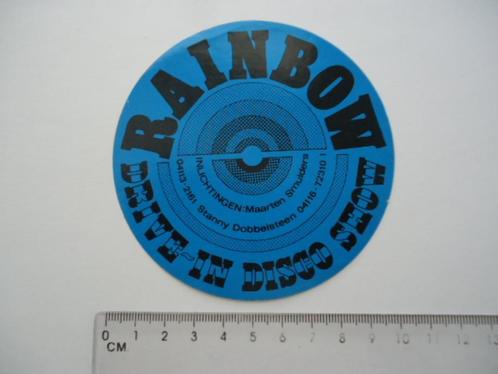 RAINBOW
INLICHTINGEN: Maarten Smulders
04113-2161 Stanny Dobbelsteen 04116-72310
DRIVE-IN DISCO SHOW
0 1 2 3 4 5 6 7 8 9 10 11 12 13
CM